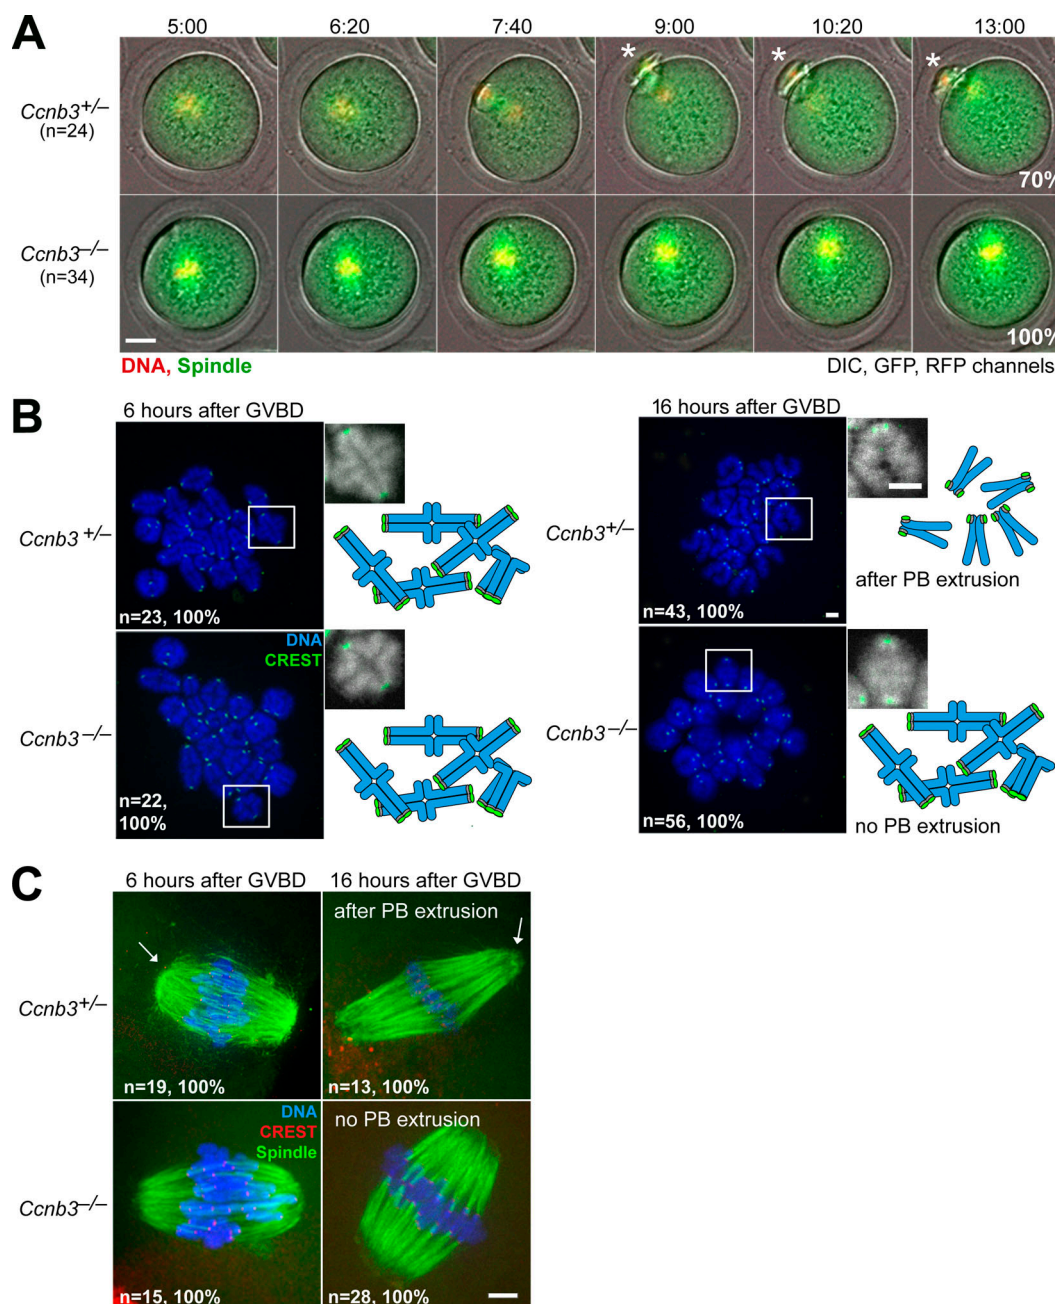 A
5:00 6:20 7:40 9:00 10:20 13:00
Ccnb3+/–
(n=24)
* * *
70%
Ccnb3–/–
(n=34)
100%
DNA, Spindle DIC, GFP, RFP channels
B
6 hours after GVBD
16 hours after GVBD
Ccnb3+/–
n=23, 100%
Ccnb3+/–
n=43, 100%
after PB extrusion
DNA
CREST
Ccnb3–/–
n=22,
100%
Ccnb3–/–
n=56, 100%
no PB extrusion
C
6 hours after GVBD 16 hours after GVBD
after PB extrusion
Ccnb3+/–
n=19, 100%
n=13, 100%
DNA
CREST
Spindle
no PB extrusion
Ccnb3–/–
n=15, 100%
n=28, 100%